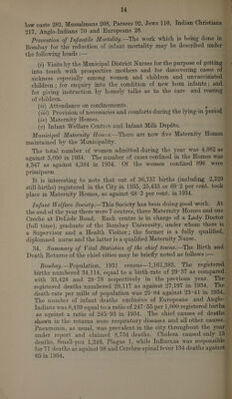 14
low caste 282, Mussulmans 208, Parsees 92, Jews 110, Indian Christians
217, Anglo-Indians 70 and Europeans 28.
Prevention of Infantile Mortality—The work which is being done in
Bombay for the reduction of infant mortality may be described under
the following heads :—
(i) Visits by the Municipal District Nurses for the purpose of getting
into touch with prospective mothers and for discovering cases of
sickness especially among women and children and unvaccinated
children; for enquiry into the condition of new born infants; and
for giving instruction by homely talks as to the care and rearing
of children.
(ii) Attendance on confinements.
(iii) Provision of necessaries and comforts during the lying-in period
(iv) Maternity Homes.
(v) Infant Welfare Centres and Infant Milk Depôts.
Municipal Maternity Homes—There are now five Maternity Homes
maintained by the Municipality.
The total number of women admitted during the year was 4,982 as
against 5,050 in 1934. The number of cases confined in the Homes was
4,347 as against 4,384 in 1934. Of the women confined 896 were
primiparæ.
It is interesting to note that out of 36,737 births (including 2,729
still births) registered in the City in 1935, 25,435 or 69·2 per cent. took
place in Maternity Homes, as against 68·3 per cent. in 1934.
Infant Welfare Society—This Society has been doing good work. At
the end of the year there were 7 centres, three Maternity Homes and one
Creche at DeLisle Road. Each centre is in charge of a Lady Doctor
(full time), graduate of the Bombay University, under whom there is
a Supervisor and a Health Visitor; the former is a fully qualified,
diplomaed nurse and the latter is a qualified Maternity Nurse.
34. Summary of Vital Statistics of the chief towns.—The Birth and
Death Returns of the chief cities may be briefly noted as follows :—
Bombay—Population, 1931 census—1,161,383. The registered
births numbered 34,116, equal to a birth rate of 29·37 as compared
with 33,424 and 28·78 respectively in the previous year. The
registered deaths numbered 29,117 as against 27,197 in 1934. The
death-rate per mille of population was 25·04 against 23·41 in 1934.
The number of infant deaths exclusive of Europeans and Anglo-
Indians was 8,459 equal to a ratio of 247·55 per 1,000 registered births
as against a ratio of 245·93 in 1934. The chief causes of deaths
shown in the returns were respiratory diseases and all other causes.
Pneumonia, as usual, was prevalent in the city throughout the year
under report and claimed 8,754 deaths. Cholera caused only 13
deaths, Small-pox 1,248, Plague 1, while Influenza was responsible
for 77 deaths as against 98 and Cerebro-spinal fever 134 deaths against
65 in 1934.